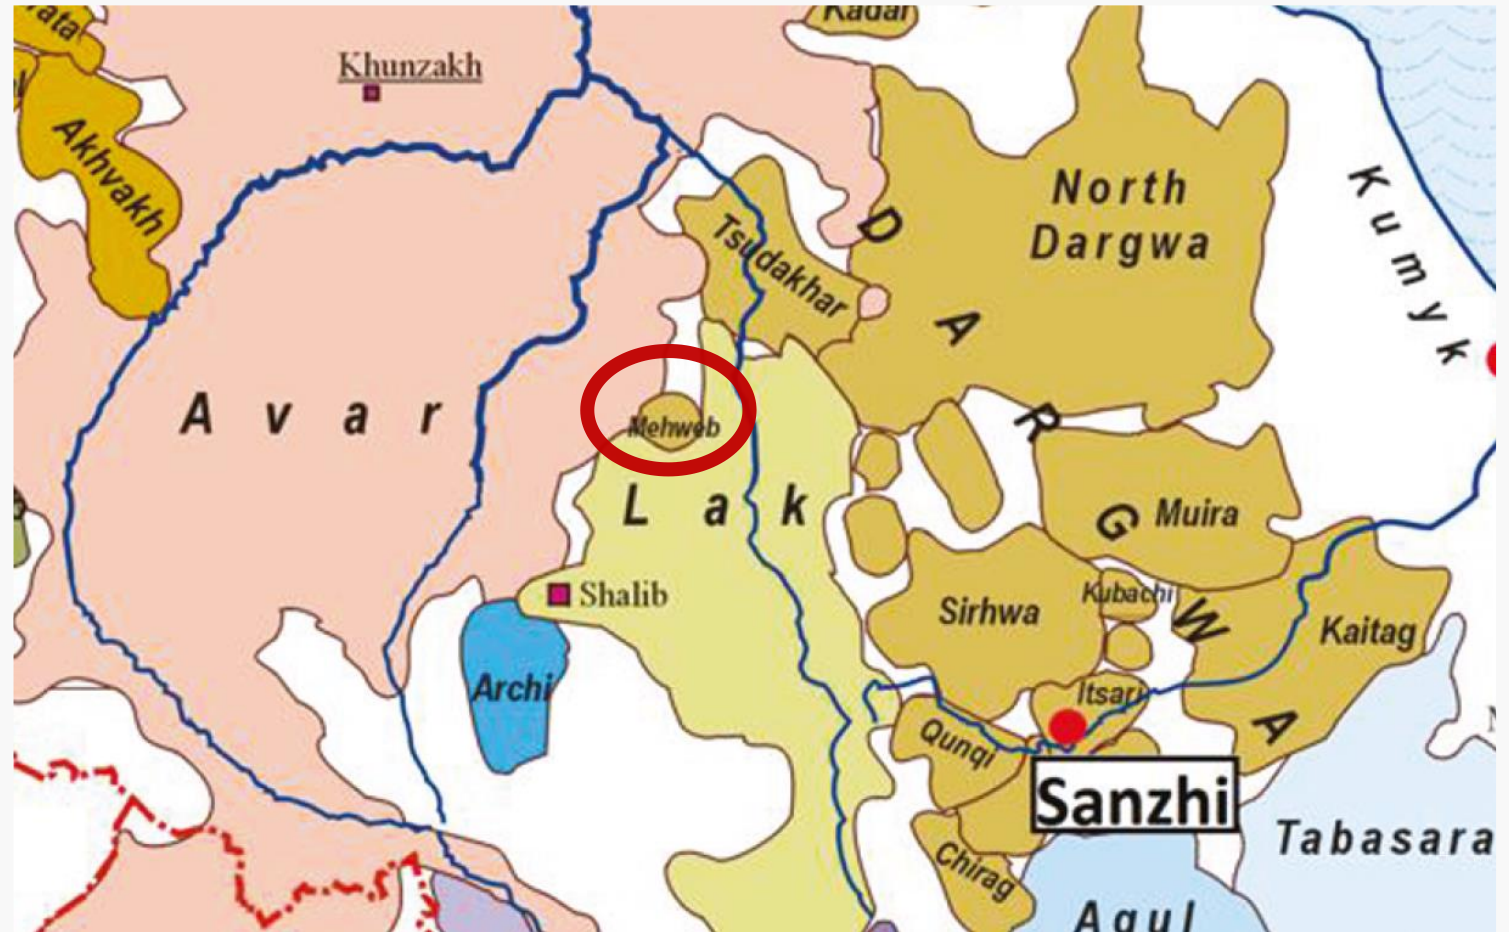 Kadar
Khunzakh
Akhvakh
North
Dargwa
Kumyk
Tsudakhar
DARGWA
Avar
Mehweb
Lak
Muira
Shalib
Kubachi
Sirhwa
Kaitag
Archi
Itsari
Qunqi
Sanzhi
Tabasara
Chirag
Agul